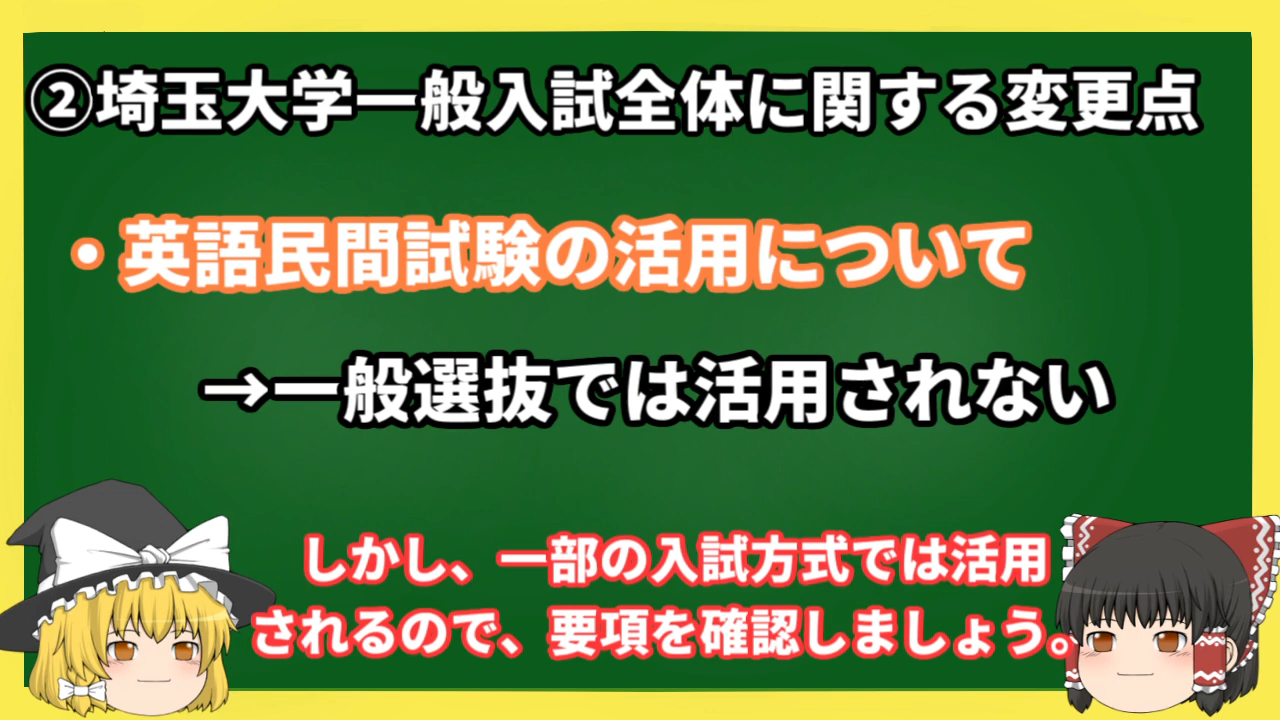 ②埼玉大学一般入試全体に関する変更点
・英語民間試験の活用について
→一般選抜では活用されない
しかし、一部の入試方式では活用
されるので、要項を確認しましょう。